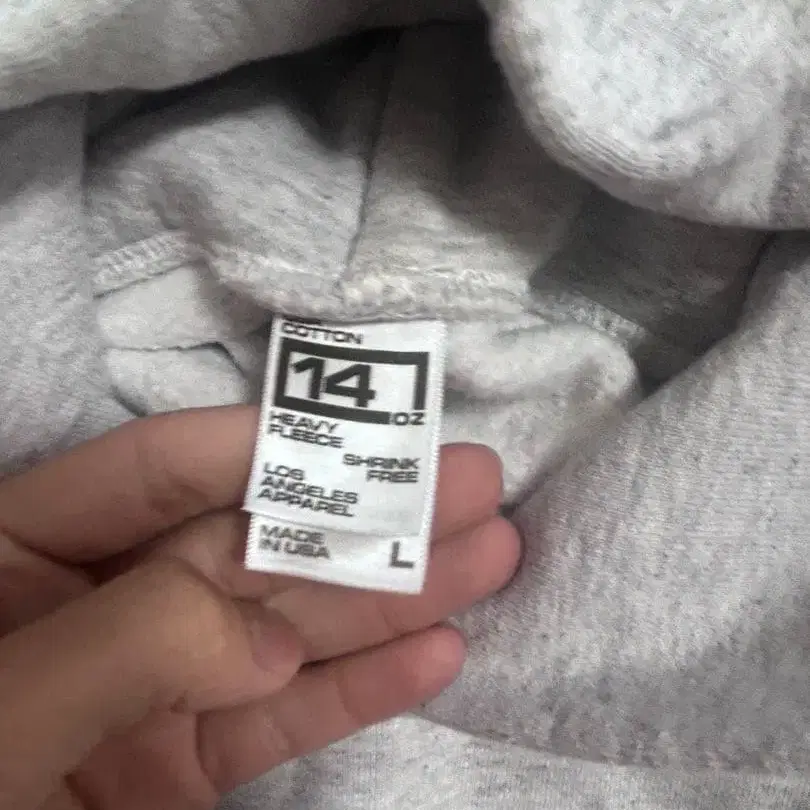 COTTON
14
OZ
HEAVY
FLEECE
SHRINK
FREE
LOS
ANGELES
APPAREL
MADE
IN USA
L